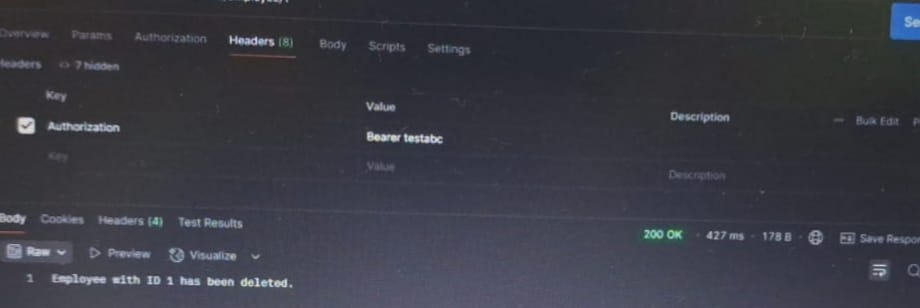 Overview Params Authorization Headers (8) Body Scripts Settings
Headers 7 hidden
Key Value Description Bulk Edit
Authorization Bearer testabc
Key Value Description
Body Cookies Headers (4) Test Results
200 OK 427 ms 178 B Save Respon
Raw Preview Visualize
1 Employee with ID 1 has been deleted.